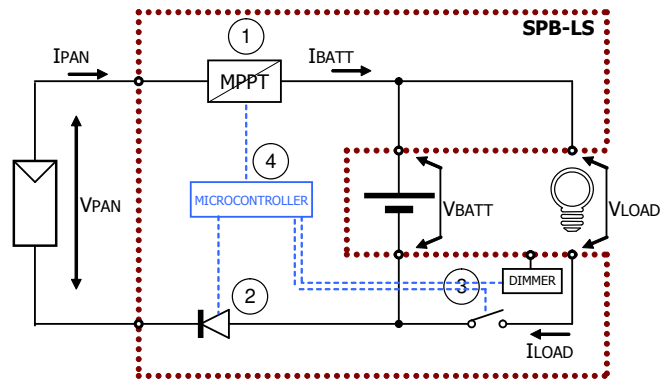 SPB-LS
1
IPAN
IBATT
MPPT
4
MICROCONTROLLER
VPAN
VBATT
VLOAD
DIMMER
2
3
ILOAD